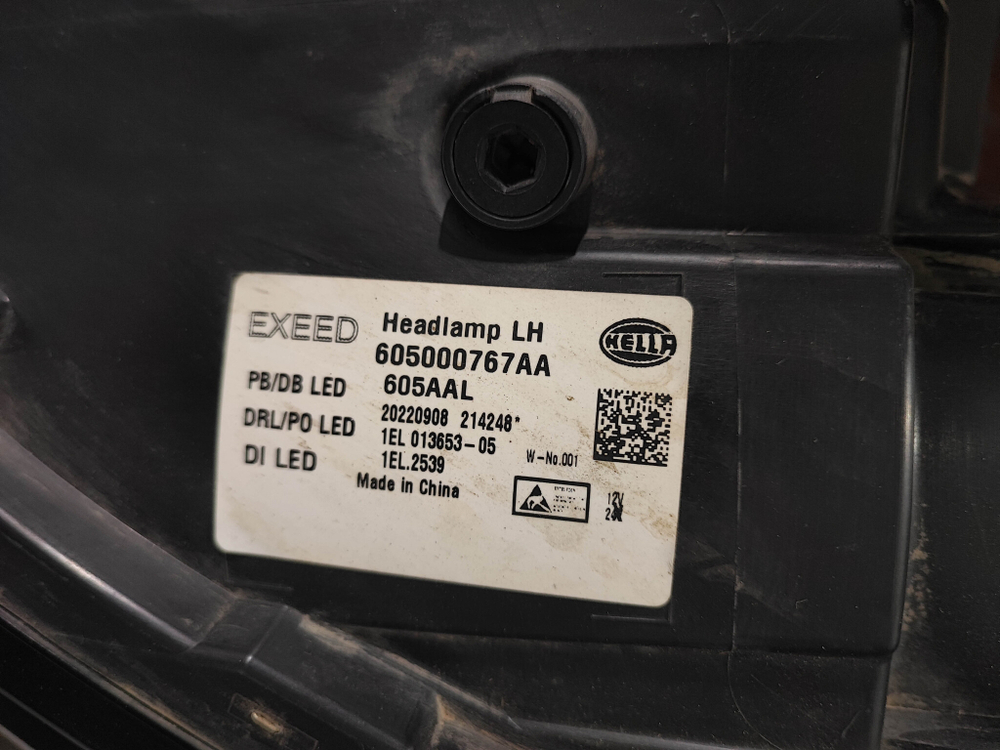 EXEED
Headlamp LH
HELLA
605000767AA
PB/DB LED
605AAL
DRL/PO LED
20220908 214248*
1EL 013653-05
DI LED
1EL.2539
W-No.001
Made in China
12V